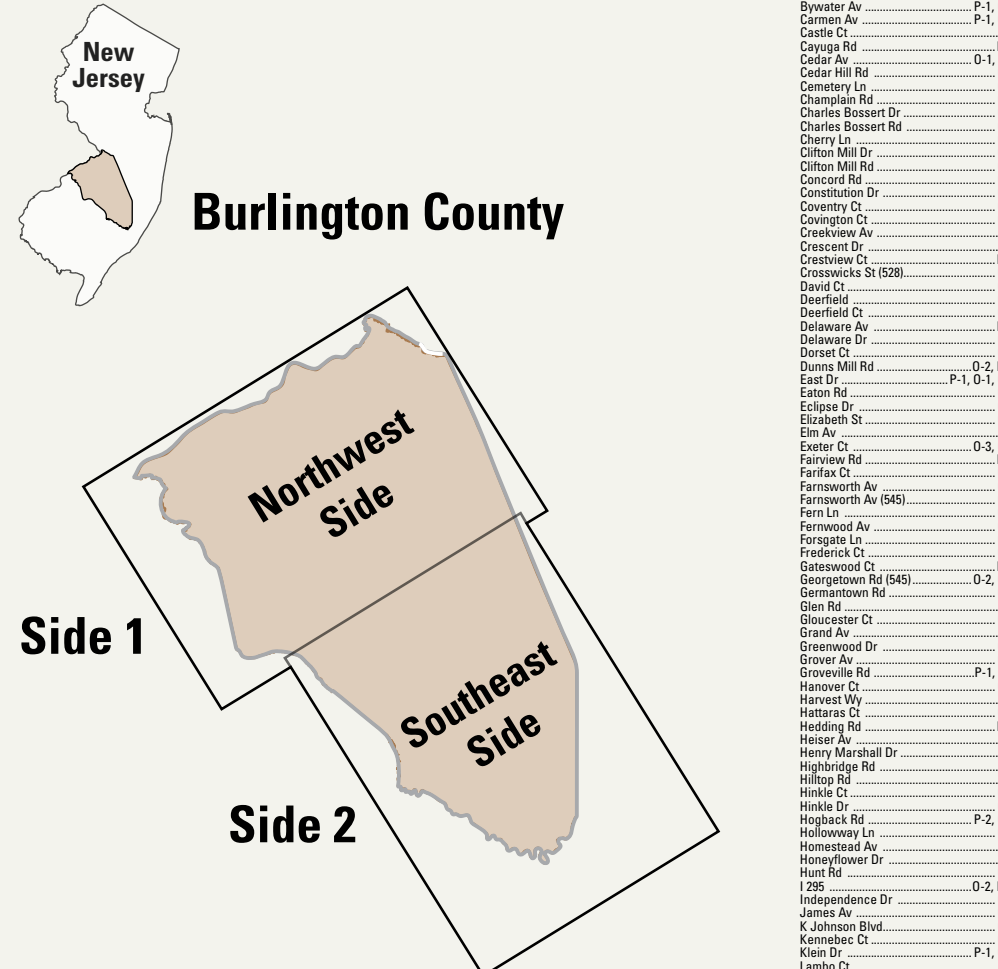 New
Jersey
Burlington County
Northwest
Side
Side 1
Southeast
Side
Side 2
Bywater Av ... P-1,
Carmen Av ... P-1,
Castle Ct ...
Cayuga Rd ...
Cedar Av ... O-1,
Cedar Hill Rd ...
Cemetery Ln ...
Champlain Rd ...
Charles Bossert Dr ...
Charles Bossert Rd ...
Cherry Ln ...
Clifton Mill Dr ...
Clifton Mill Rd ...
Concord Rd ...
Constitution Dr ...
Coventry Ct ...
Covington Ct ...
Creekview Av ...
Crescent Dr ...
Crestview Ct ...
Crosswicks St (528)...
David Ct ...
Deerfield ...
Deerfield Ct ...
Delaware Av ...
Delaware Dr ...
Dorset Ct ...
Dunns Mill Rd ... O-2,
East Dr ... P-1, O-1,
Eaton Rd ...
Eclipse Dr ...
Elizabeth St ...
Elm Av ...
Exeter Ct ... O-3,
Fairview Rd ...
Farifax Ct ...
Farnsworth Av ...
Farnsworth Av (545)...
Fern Ln ...
Fernwood Av ...
Forsgate Ln ...
Frederick Ct ...
Gateswood Ct ...
Georgetown Rd (545)... O-2,
Germantown Rd ...
Glen Rd ...
Gloucester Ct ...
Grand Av ...
Greenwood Dr ...
Grover Av ...
Groveville Rd ... P-1,
Hanover Ct ...
Harvest Wy ...
Hattaras Ct ...
Hedding Rd ...
Heiser Av ...
Henry Marshall Dr ...
Highbridge Rd ...
Hilltop Rd ...
Hinkle Ct ...
Hinkle Dr ...
Hogback Rd ... P-2,
Hollowway Ln ...
Homestead Av ...
Honeyflower Dr ...
Hunt Rd ...
I 295 ... O-2,
Independence Dr ...
James Av ...
K Johnson Blvd...
Kennebec Ct ...
Klein Dr ... P-1,
Lambo Ct